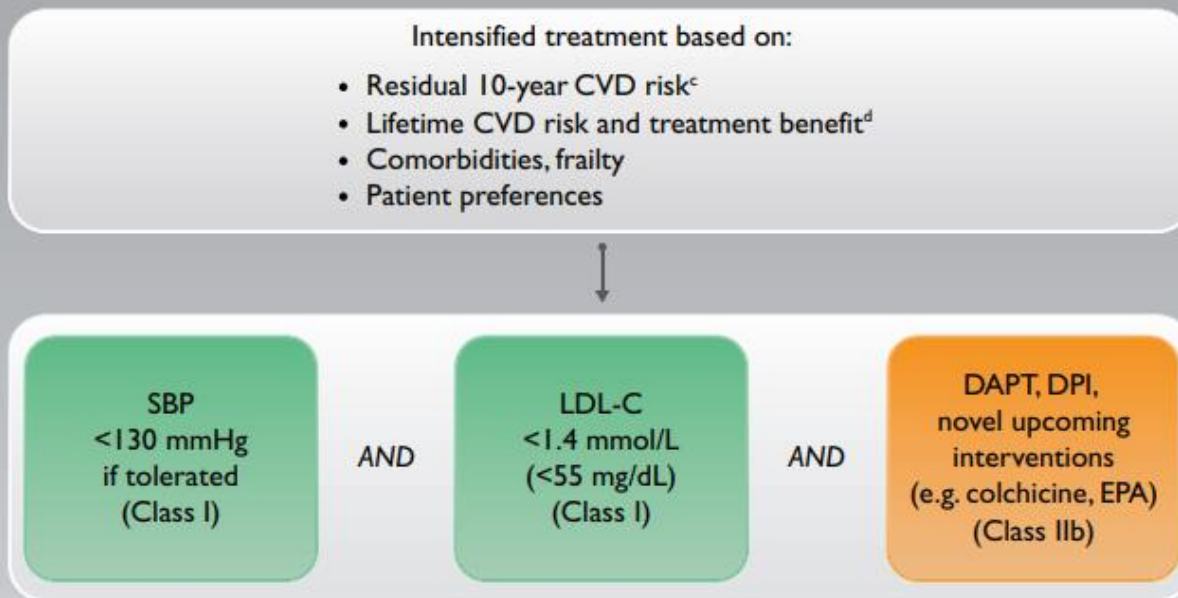 Intensified treatment based on:
• Residual 10-year CVD riskᶜ
• Lifetime CVD risk and treatment benefitᵈ
• Comorbidities, frailty
• Patient preferences
SBP
<130 mmHg
if tolerated
(Class I)
AND
LDL-C
<1.4 mmol/L
(<55 mg/dL)
(Class I)
AND
DAPT, DPI,
novel upcoming
interventions
(e.g. colchicine, EPA)
(Class IIb)